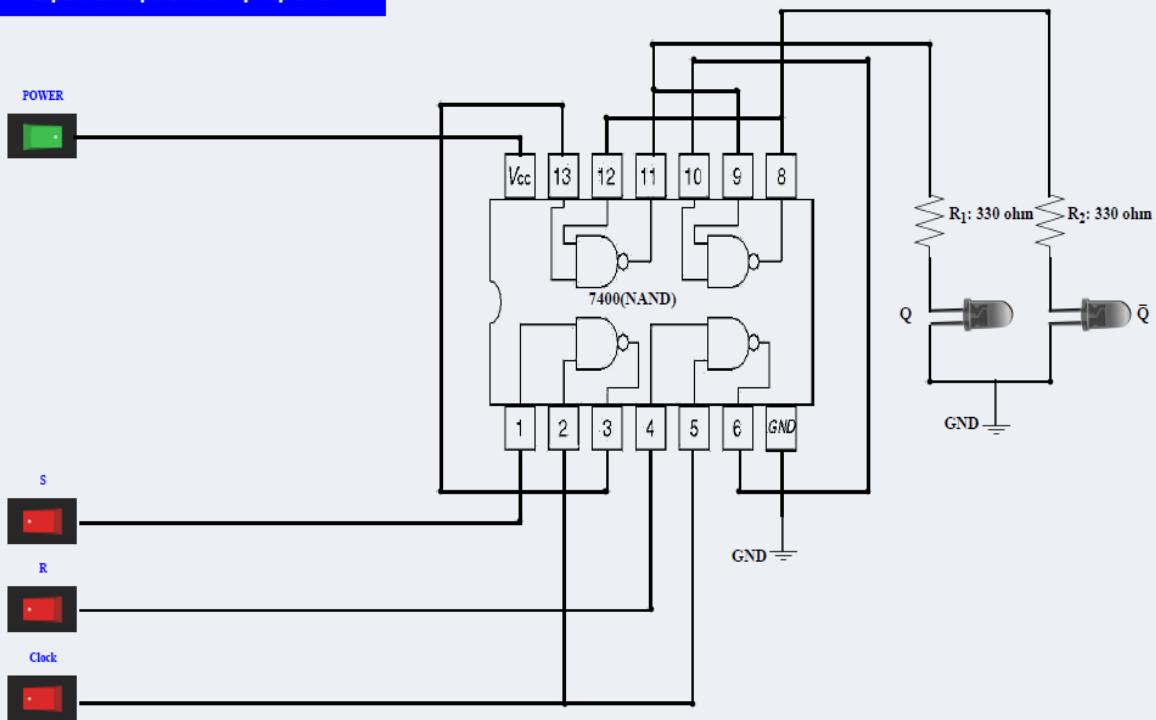 POWER
Vcc 13 12 11 10 9 8
R1: 330 ohm R2: 330 ohm
7400(NAND)
Q Q̄
GND
1 2 3 4 5 6 GND
S
GND
R
Clock